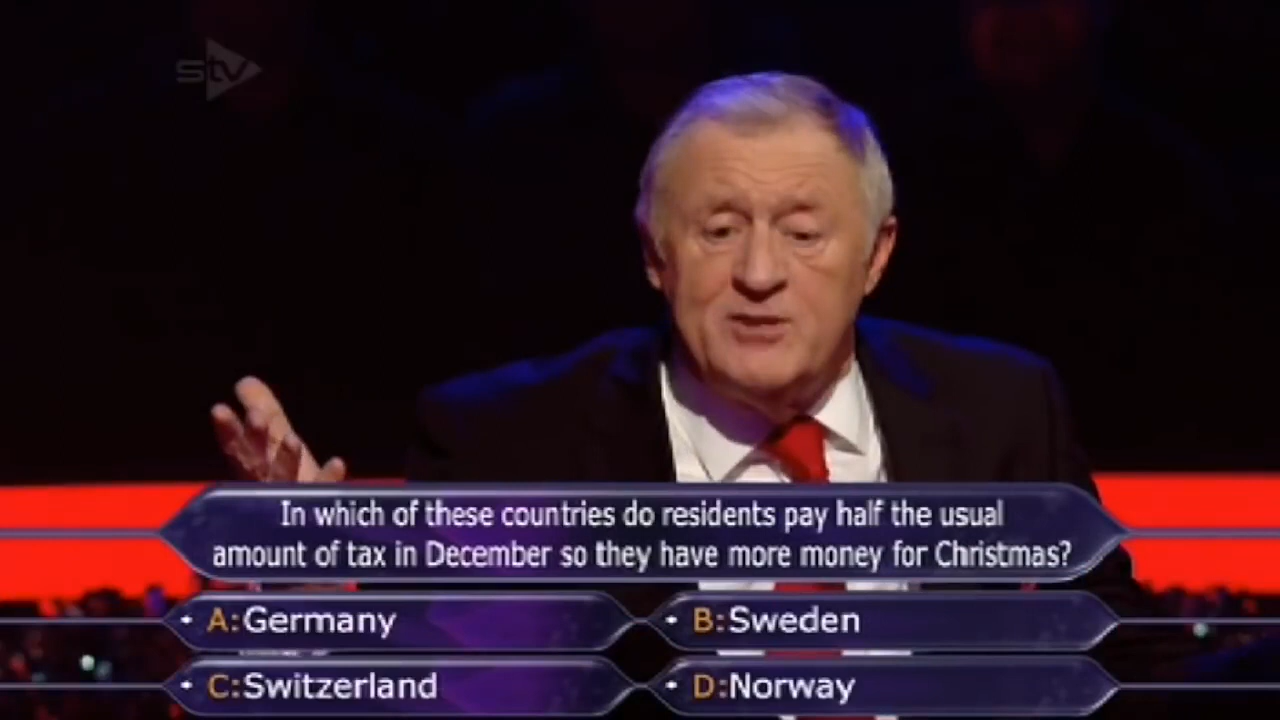 stv
In which of these countries do residents pay half the usual
amount of tax in December so they have more money for Christmas?
A:Germany
B:Sweden
C:Switzerland
D:Norway